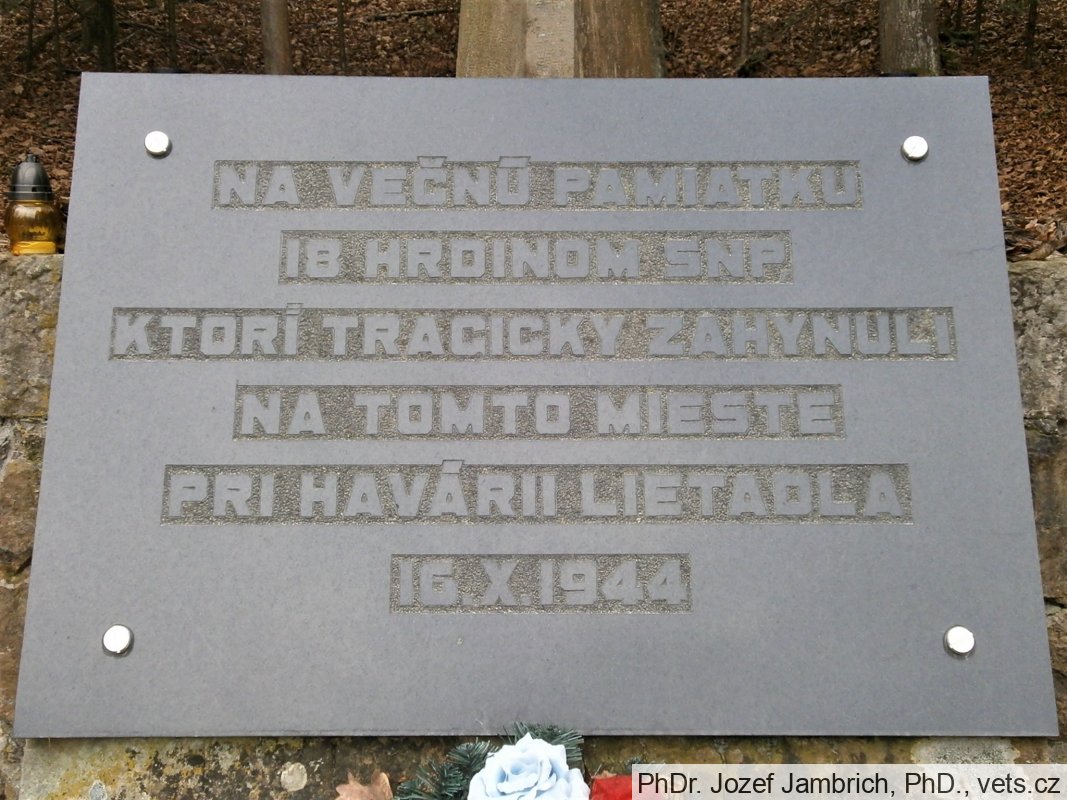 NA VEČNÚ PAMIATKU
18 HRDINOM SNP
KTORÍ TRAGICKY ZAHYNULI
NA TOMTO MIESTE
PRI HAVÁRII LIETADLA
16.X.1944
PhDr. Jozef Jambrich, PhD., vets.cz